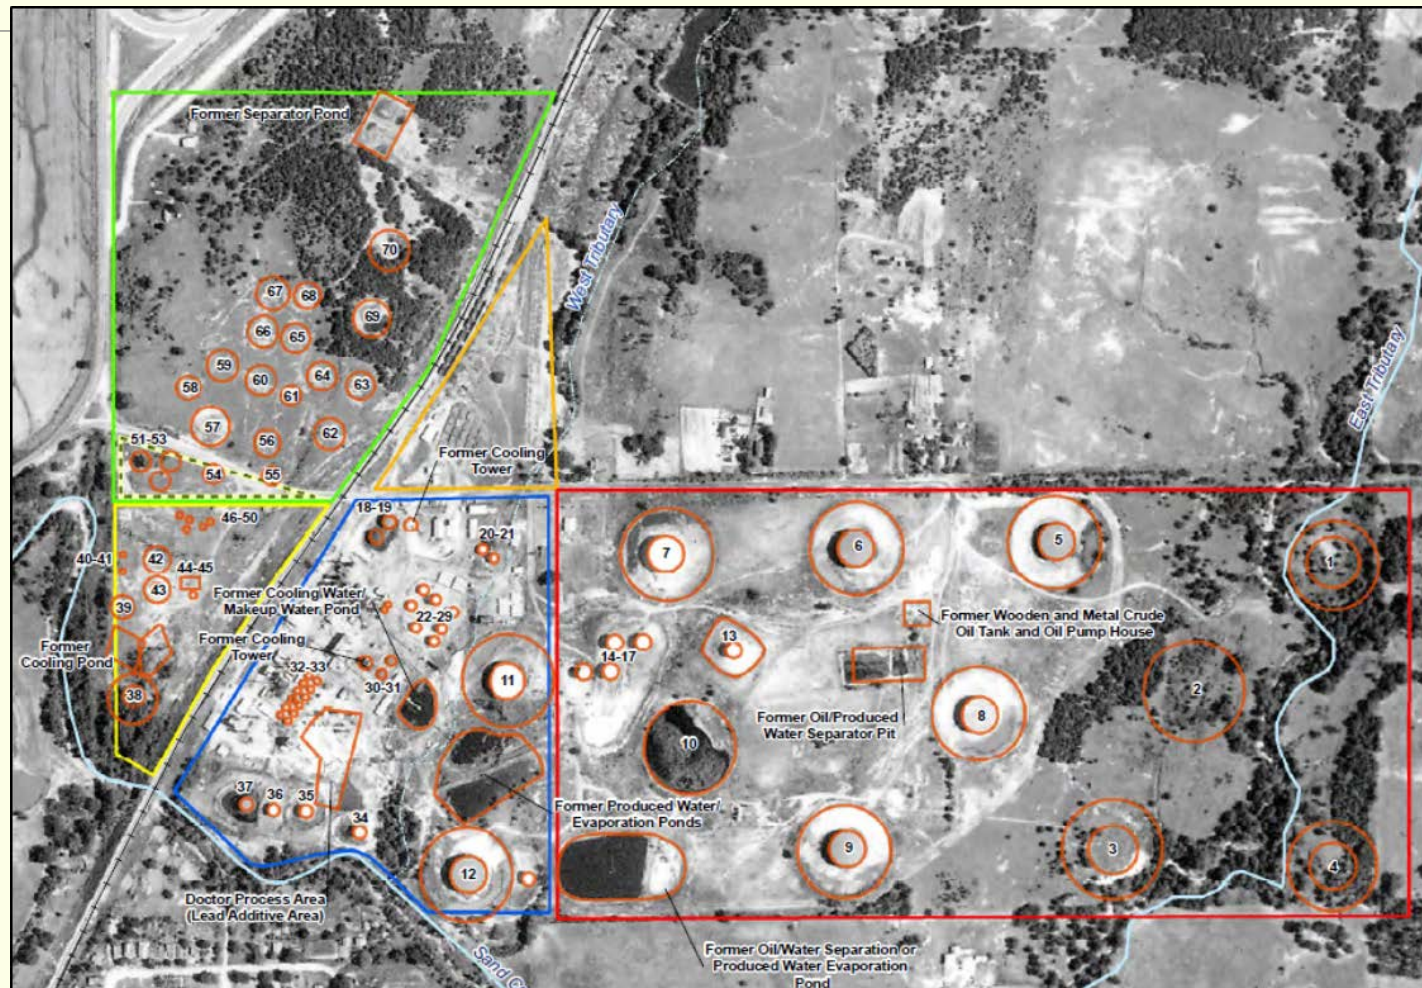 Former Separator Pond
70
67
68
69
66
65
59
64
58
60
63
61
57
62
56
51-53
54
55
West Tributary
East Tributary
Former Cooling
Tower
18-19
46-50
20-21
40-41
42
44-45
43
39
Former Cooling Water/
Makeup Water Pond
22-29
Former
Cooling Pond
Former Cooling
Tower
32-33
30-31
38
11
37
36
35
34
12
7
6
5
1
Former Wooden and Metal Crude
Oil Tank and Oil Pump House
13
14-17
2
8
Former Oil/Produced
Water Separator Pit
10
Former Produced Water/
Evaporation Ponds
9
3
4
Doctor Process Area
(Lead Additive Area)
Sand
Former Oil/Water Separation or
Produced Water Evaporation
Pond